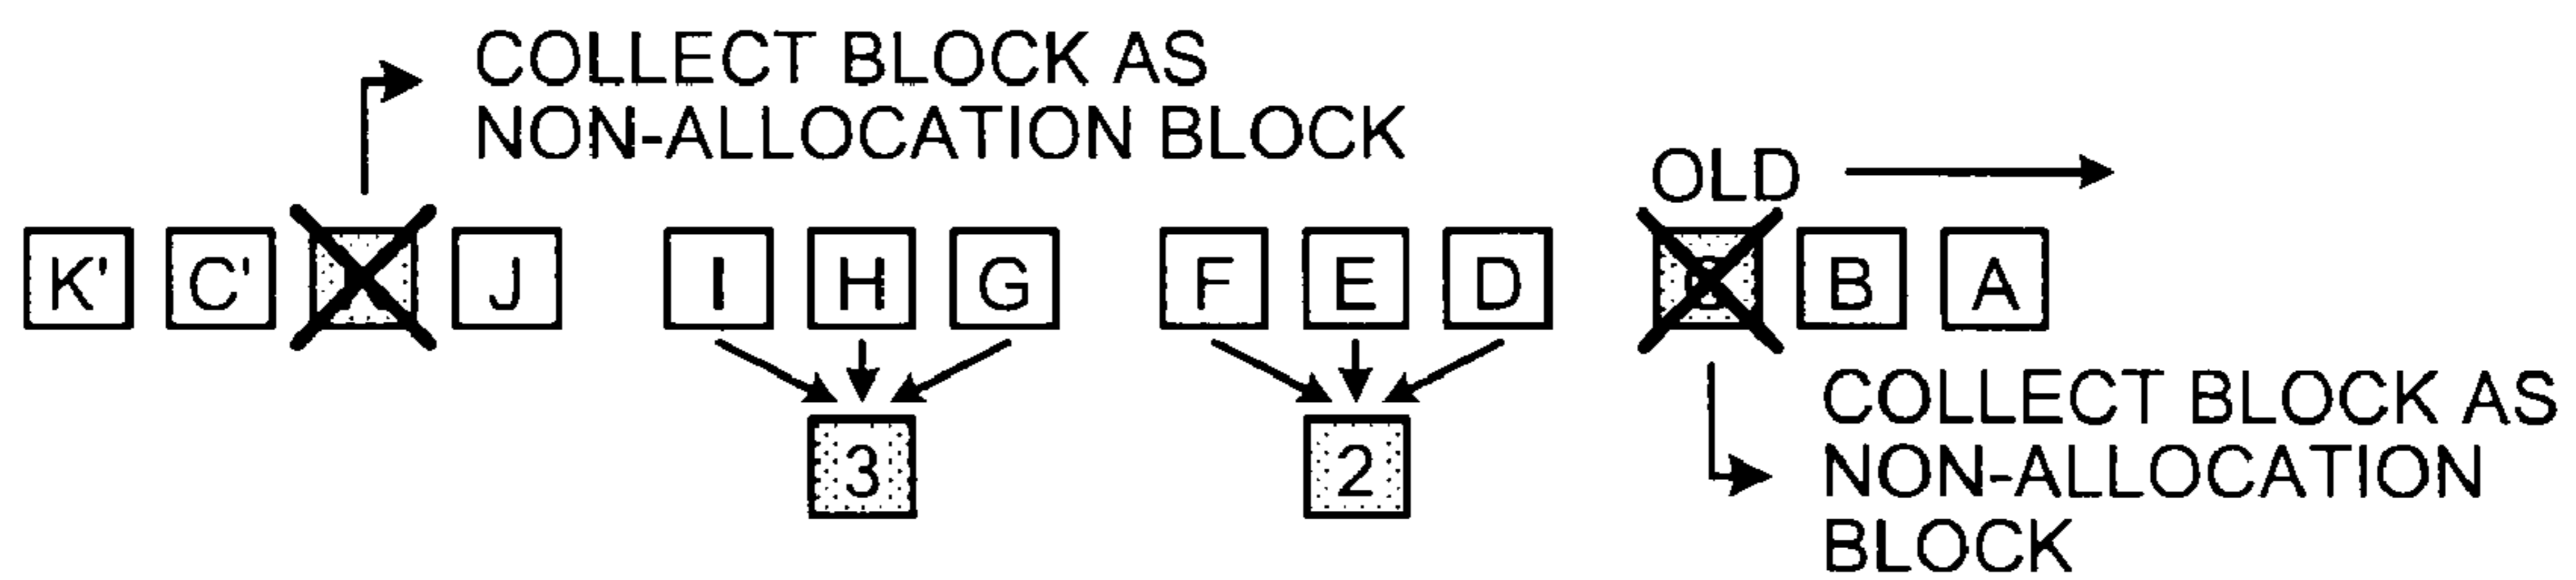 COLLECT BLOCK AS
NON-ALLOCATION BLOCK
OLD
K' C' J I H G F E D B A
3 2
COLLECT BLOCK AS
NON-ALLOCATION
BLOCK